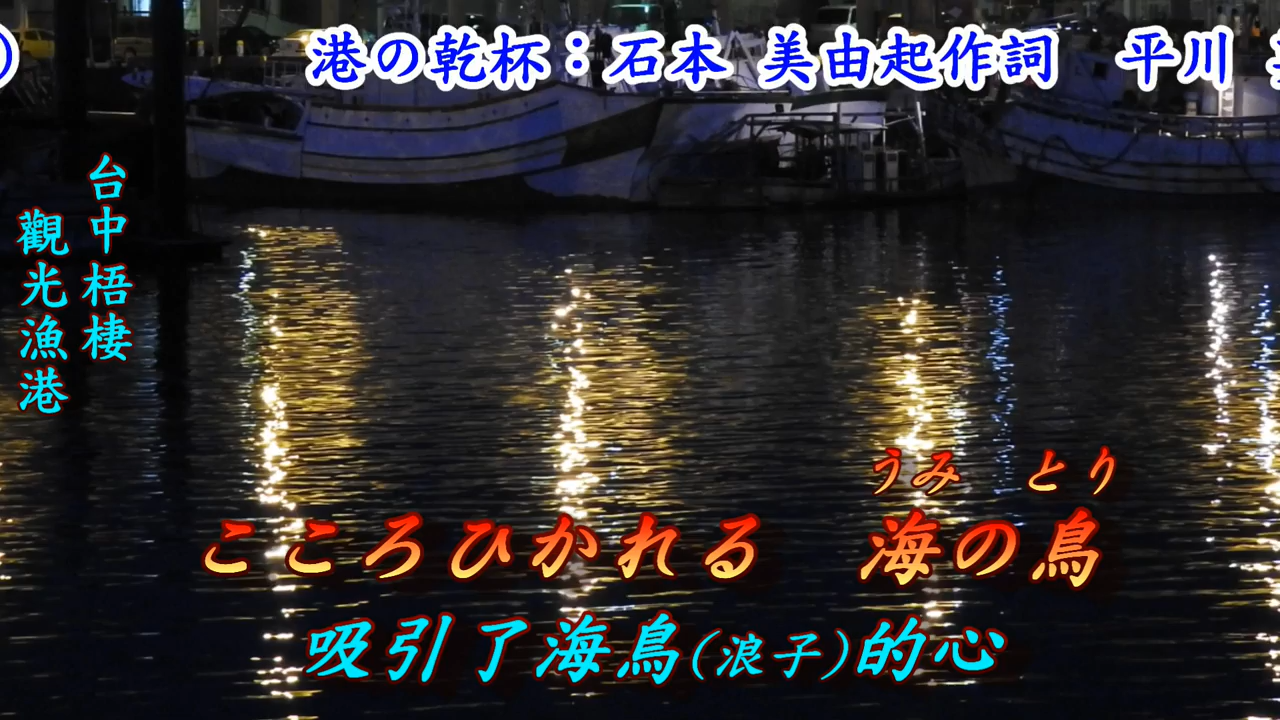 ）　港の乾杯：石本 美由起作詞　平川
台中梧棲
觀光漁港
うみ　とり
こころひかれる　海の鳥
吸引了海鳥(浪子)的心